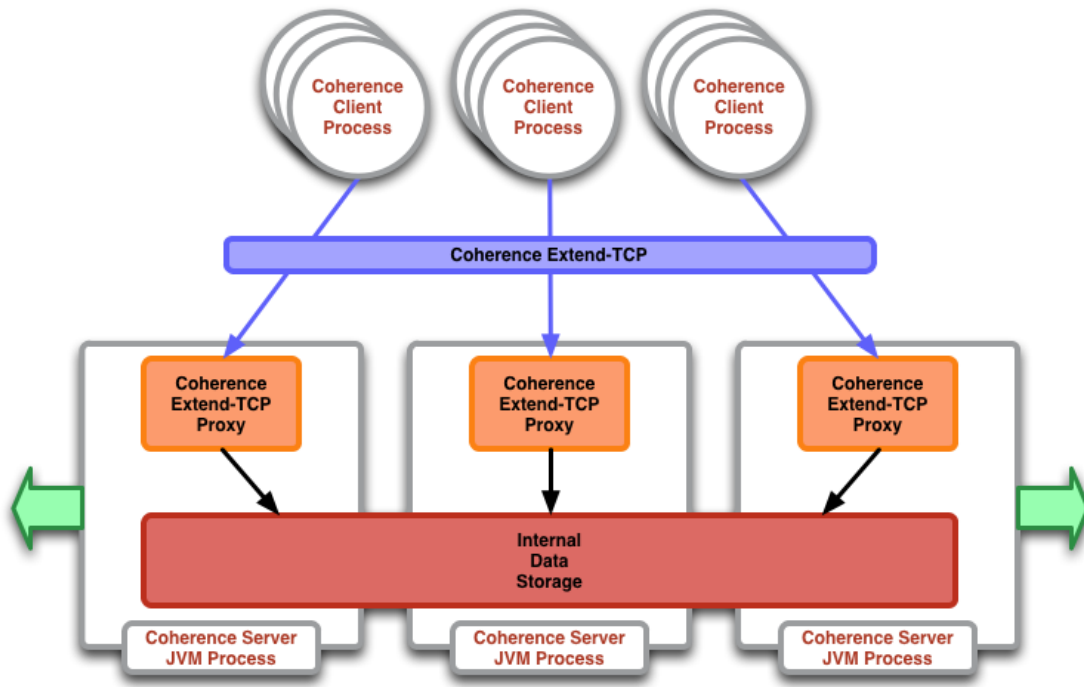 Coherence
Client
Process
Coherence
Client
Process
Coherence
Client
Process
Coherence Extend-TCP
Coherence
Extend-TCP
Proxy
Coherence
Extend-TCP
Proxy
Coherence
Extend-TCP
Proxy
Internal
Data
Storage
Coherence Server
JVM Process
Coherence Server
JVM Process
Coherence Server
JVM Process